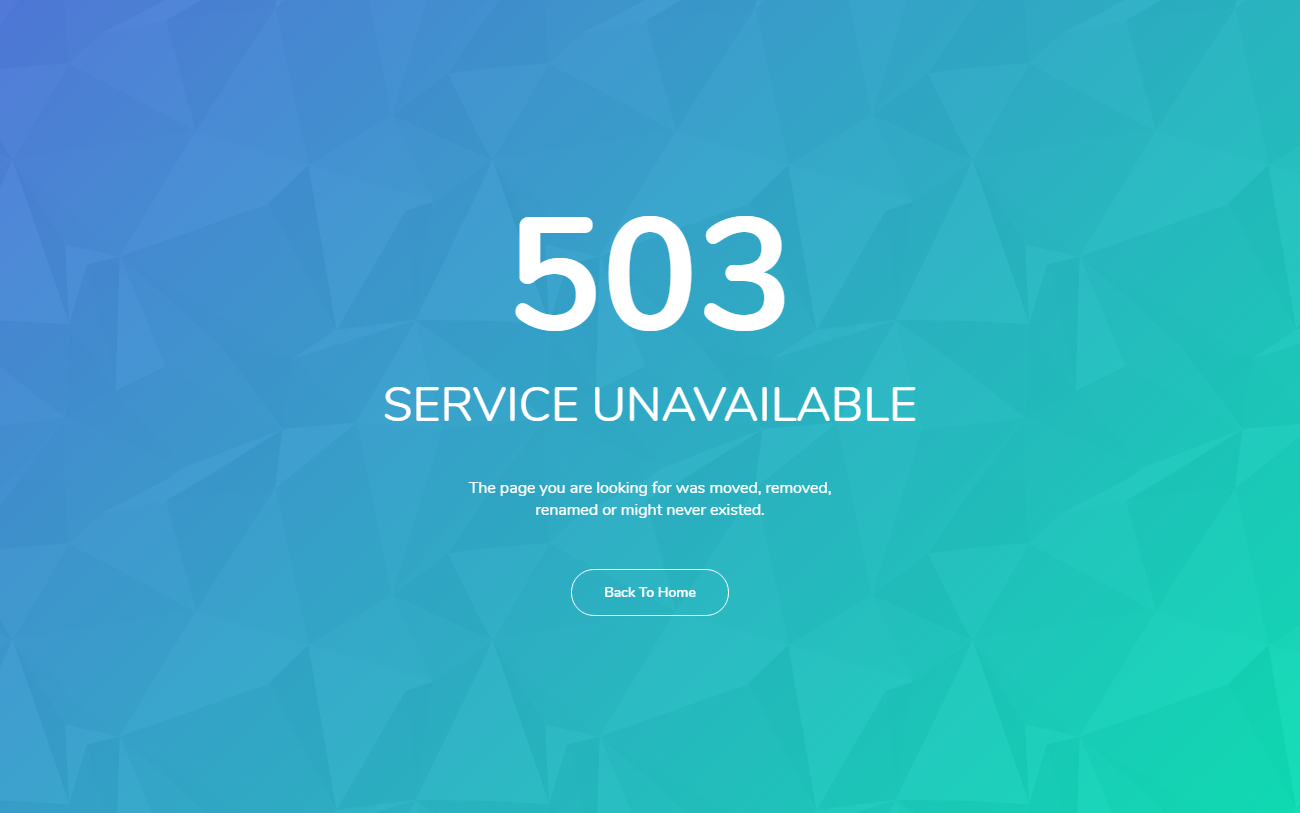 503
SERVICE UNAVAILABLE
The page you are looking for was moved, removed,
renamed or might never existed.
Back To Home